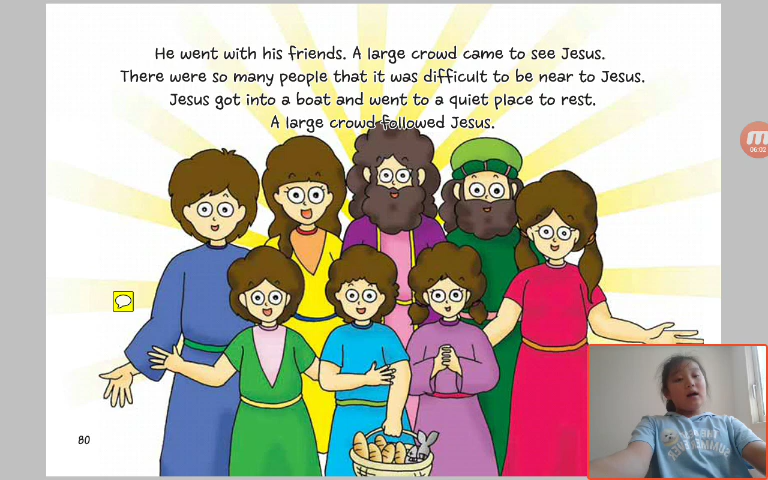 He went with his friends. A large crowd came to see Jesus.
There were so many people that it was difficult to be near to Jesus.
Jesus got into a boat and went to a quiet place to rest.
A large crowd followed Jesus.
06:02
80